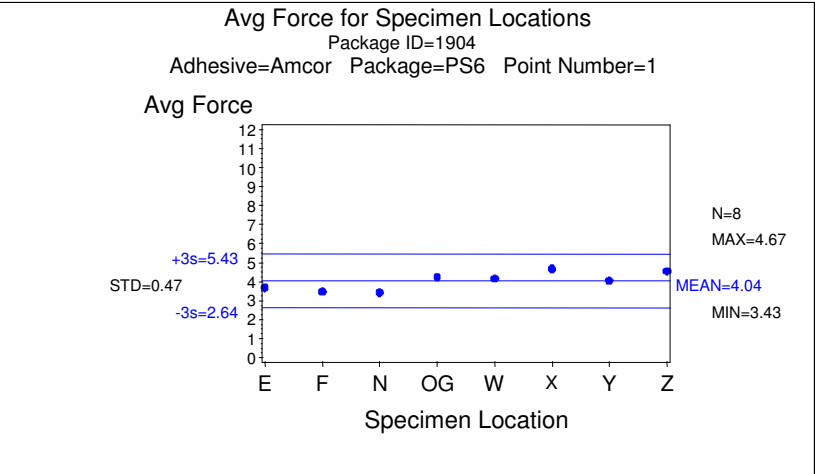 Avg Force for Specimen Locations
Package ID=1904
Adhesive=Amcor Package=PS6 Point Number=1
Avg Force
12
11
10
9
8
7
6
5
4
3
2
1
0
+3s=5.43
STD=0.47
-3s=2.64
N=8
MAX=4.67
MEAN=4.04
MIN=3.43
E F N OG W X Y Z
Specimen Location